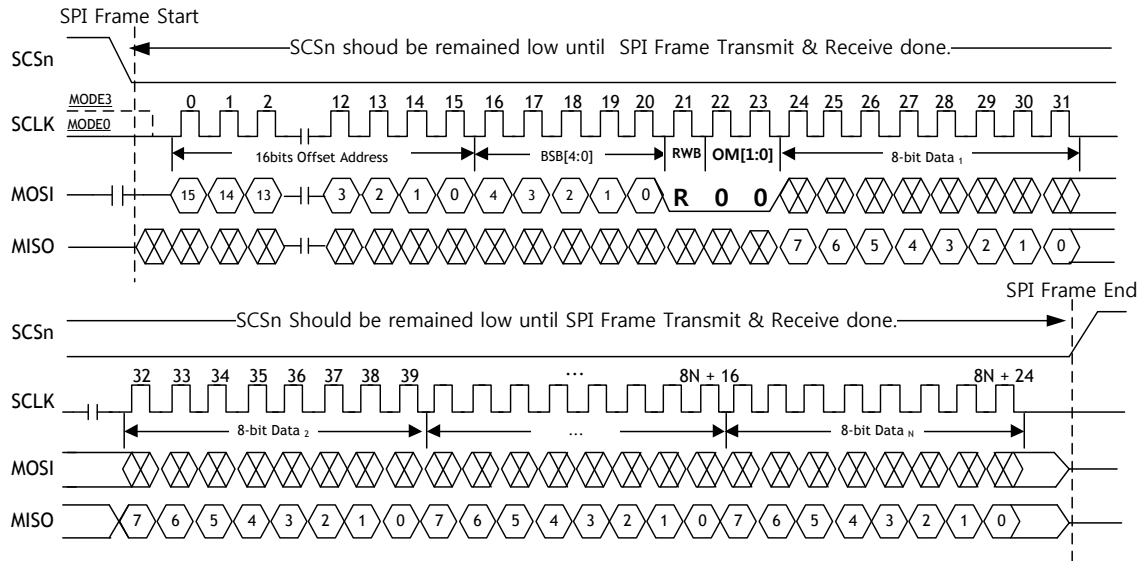 SPI Frame Start
SCSn
SCSn shoud be remained low until SPI Frame Transmit & Receive done.
MODE3
0 1 2 12 13 14 15 16 17 18 19 20 21 22 23 24 25 26 27 28 29 30 31
SCLK
MODE0
16bits Offset Address BSB[4:0] RWB OM[1:0] 8-bit Data 1
MOSI 15 14 13 3 2 1 0 4 3 2 1 0 R 0 0
MISO 7 6 5 4 3 2 1 0
SPI Frame End
SCSn
SCSn Should be remained low until SPI Frame Transmit & Receive done.
32 33 34 35 36 37 38 39 ... 8N + 16 8N + 24
SCLK
8-bit Data 2 ... 8-bit Data N
MOSI
MISO 7 6 5 4 3 2 1 0 7 6 5 4 3 2 1 0 7 6 5 4 3 2 1 0